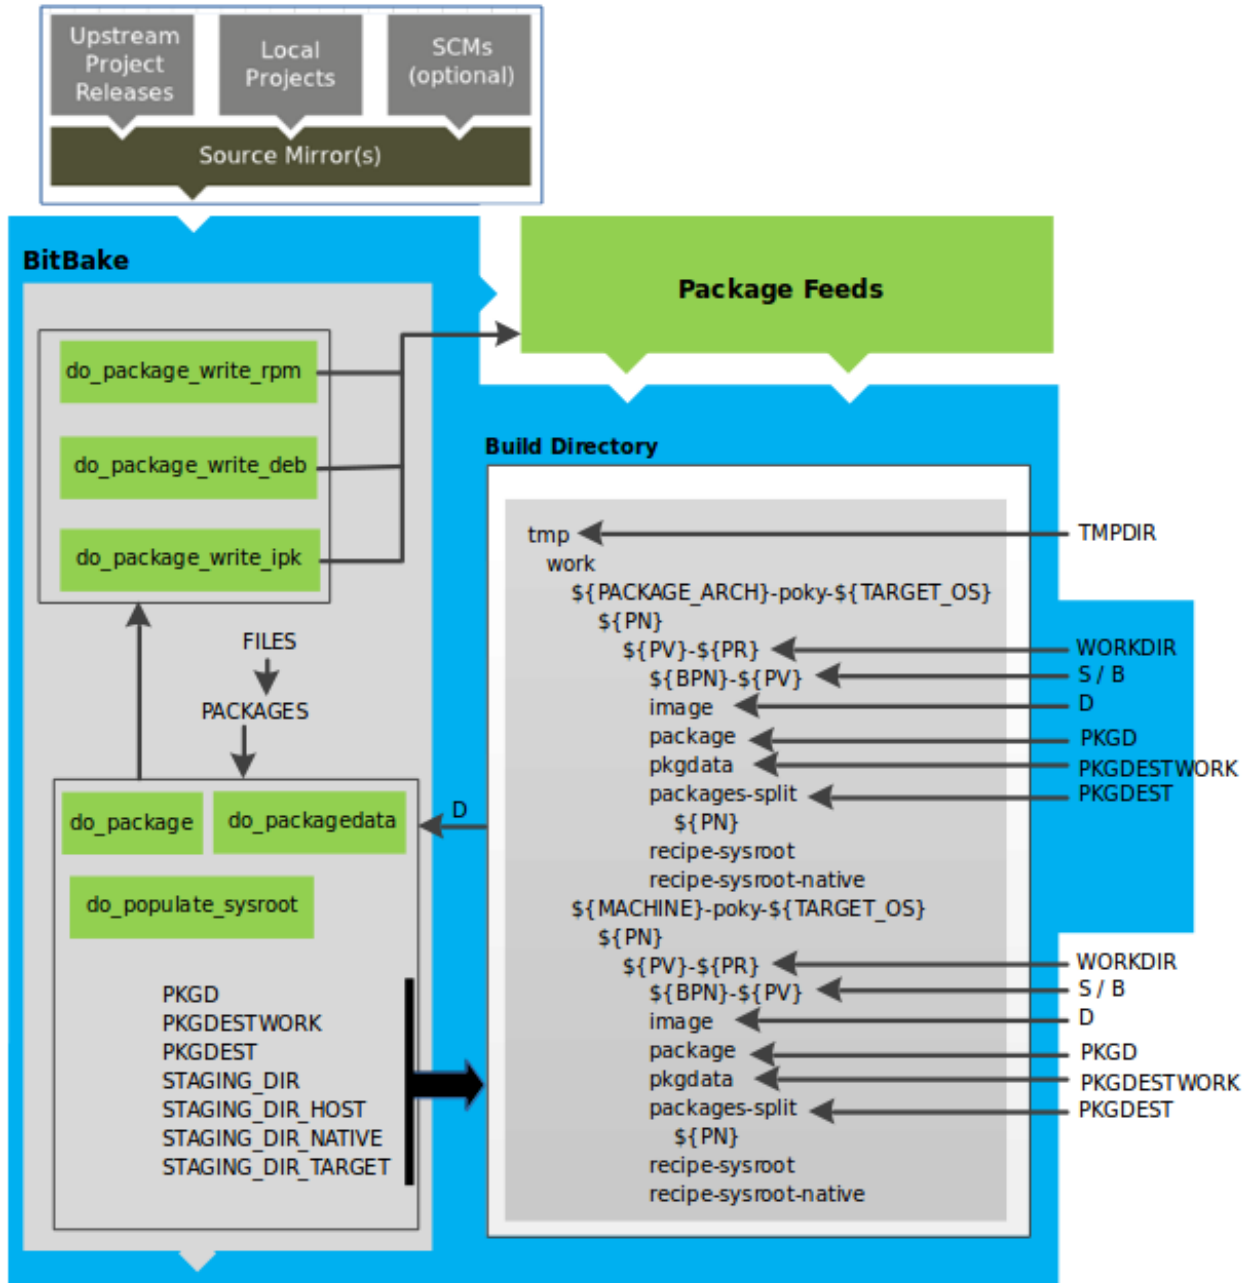 Upstream
Project
Releases
Local
Projects
SCMs
(optional)
Source Mirror(s)
BitBake
Package Feeds
do_package_write_rpm
do_package_write_deb
do_package_write_ipk
FILES
PACKAGES
do_package
do_packagedata
do_populate_sysroot
D
PKGD
PKGDESTWORK
PKGDEST
STAGING_DIR
STAGING_DIR_HOST
STAGING_DIR_NATIVE
STAGING_DIR_TARGET
Build Directory
tmp
TMPDIR
work
${PACKAGE_ARCH}-poky-${TARGET_OS}
${PN}
${PV}-${PR}
WORKDIR
${BPN}-${PV}
S / B
image
D
package
PKGD
pkgdata
PKGDESTWORK
packages-split
PKGDEST
${PN}
recipe-sysroot
recipe-sysroot-native
${MACHINE}-poky-${TARGET_OS}
${PN}
${PV}-${PR}
WORKDIR
${BPN}-${PV}
S / B
image
D
package
PKGD
pkgdata
PKGDESTWORK
packages-split
PKGDEST
${PN}
recipe-sysroot
recipe-sysroot-native